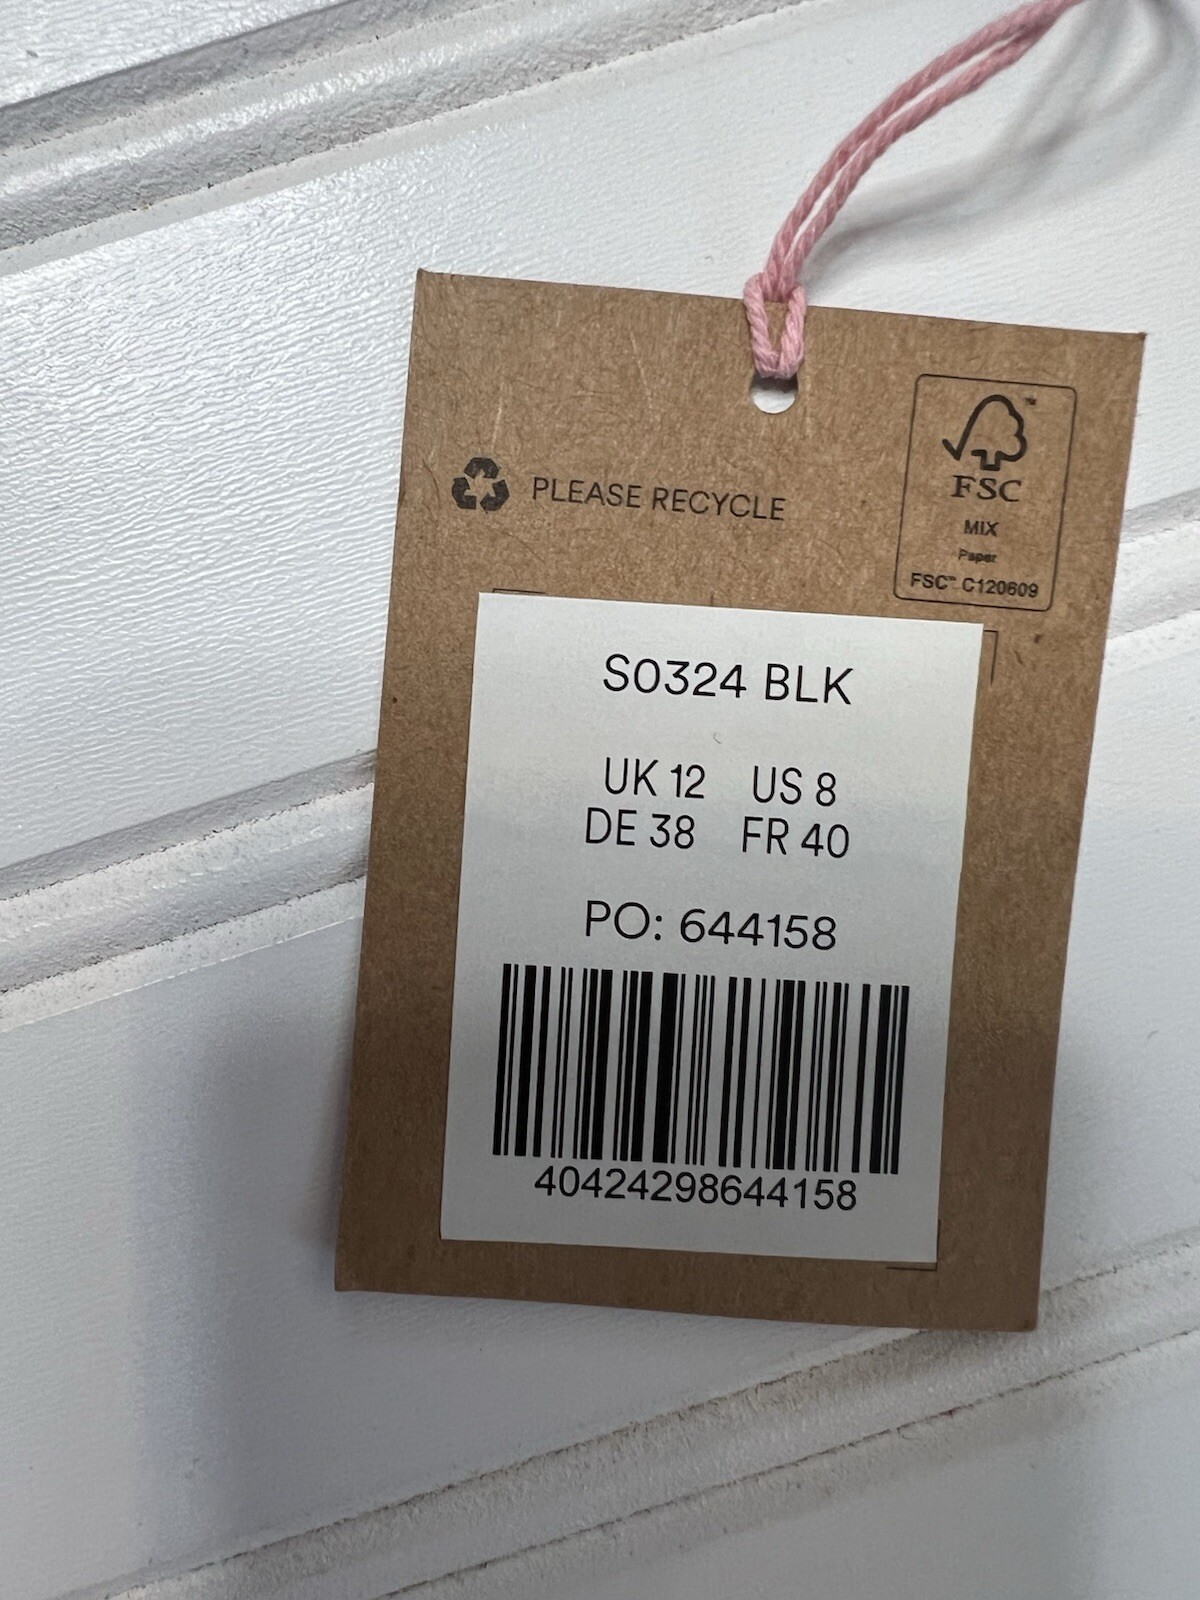 PLEASE RECYCLE
™
FSC
MIX
Paper
FSC™ C120609
S0324 BLK
UK 12 US 8
DE 38 FR 40
PO: 644158
40424298644158